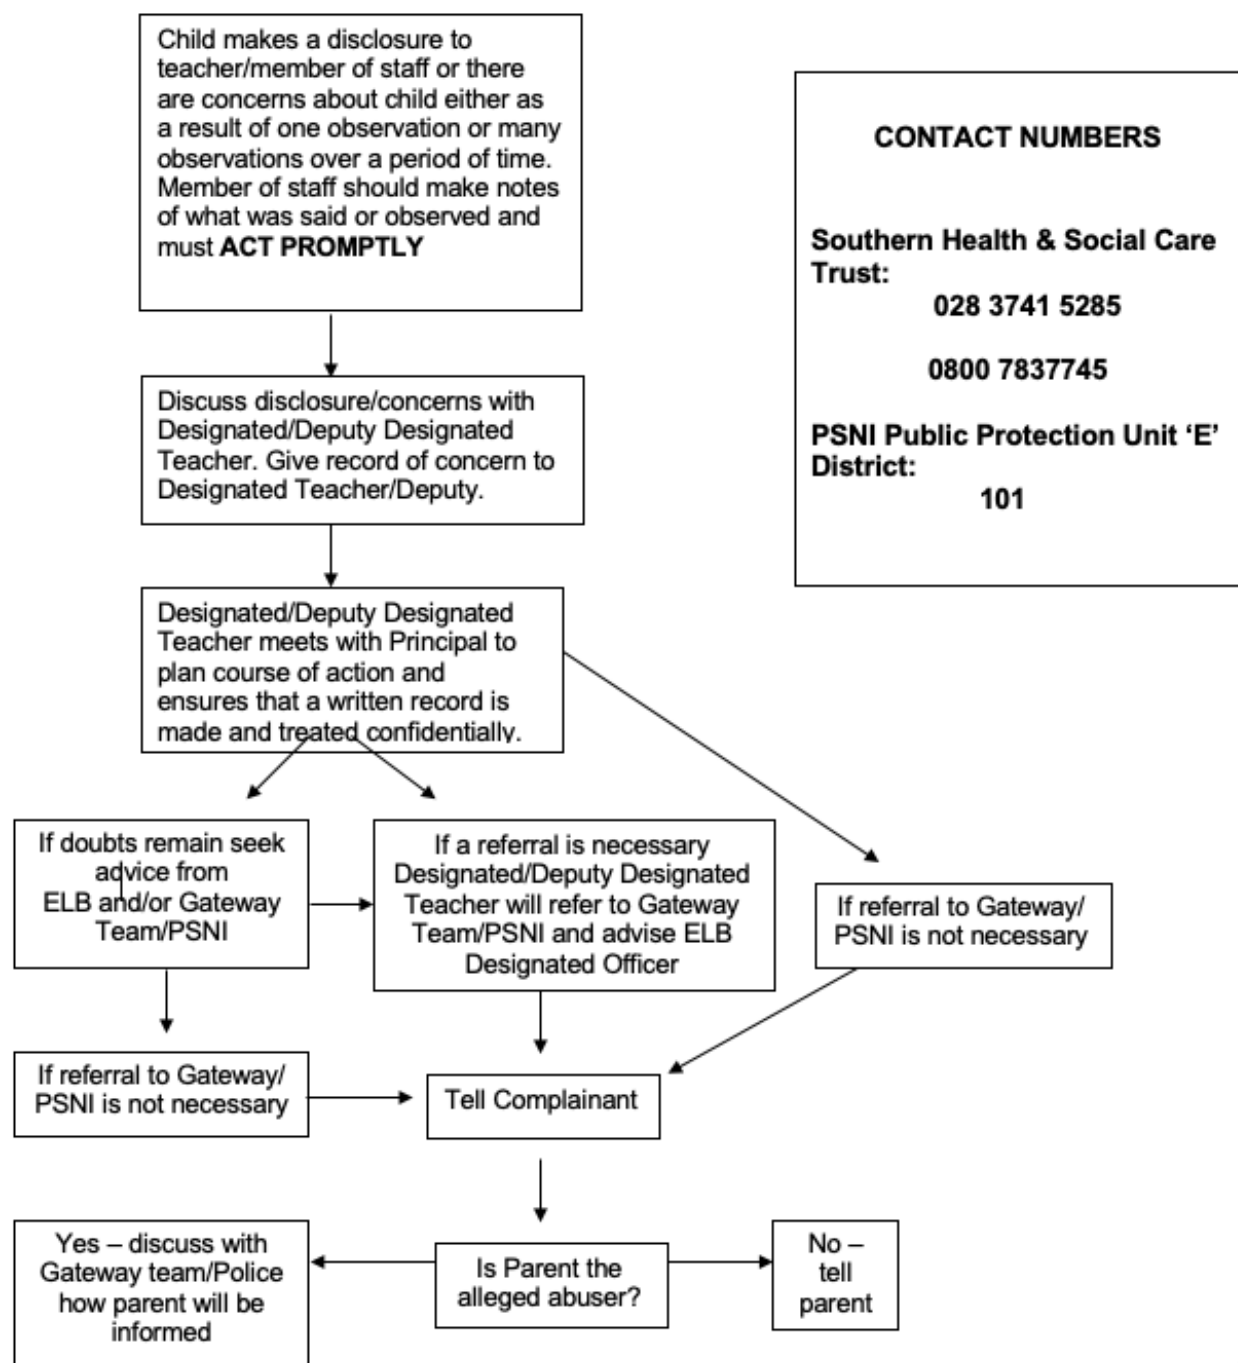 Child makes a disclosure to
teacher/member of staff or there
are concerns about child either as
a result of one observation or many
observations over a period of time.
Member of staff should make notes
of what was said or observed and
must ACT PROMPTLY
CONTACT NUMBERS
Southern Health & Social Care
Trust:
028 3741 5285
0800 7837745
PSNI Public Protection Unit ‘E’
District:
101
Discuss disclosure/concerns with
Designated/Deputy Designated
Teacher. Give record of concern to
Designated Teacher/Deputy.
Designated/Deputy Designated
Teacher meets with Principal to
plan course of action and
ensures that a written record is
made and treated confidentially.
If doubts remain seek
advice from
ELB and/or Gateway
Team/PSNI
If a referral is necessary
Designated/Deputy Designated
Teacher will refer to Gateway
Team/PSNI and advise ELB
Designated Officer
If referral to Gateway/
PSNI is not necessary
If referral to Gateway/
PSNI is not necessary
Tell Complainant
Yes – discuss with
Gateway team/Police
how parent will be
informed
Is Parent the
alleged abuser?
No –
tell
parent